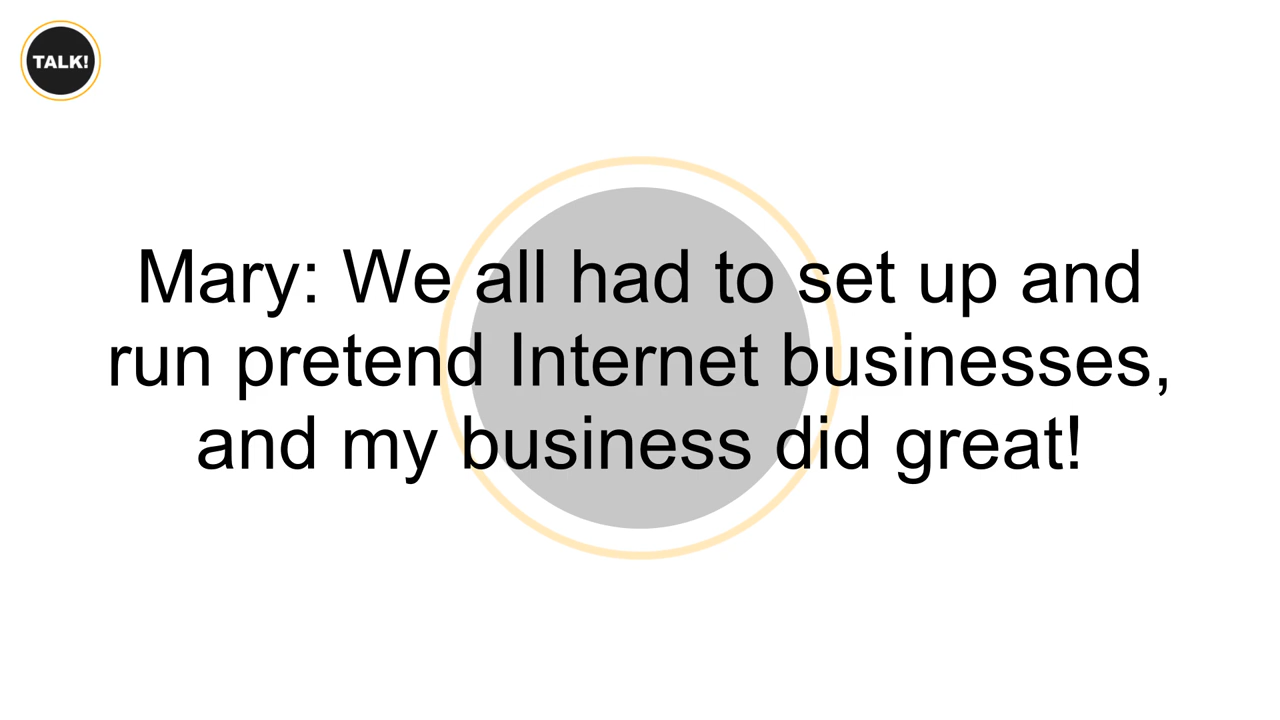 TALK!
Mary: We all had to set up and
run pretend Internet businesses,
and my business did great!